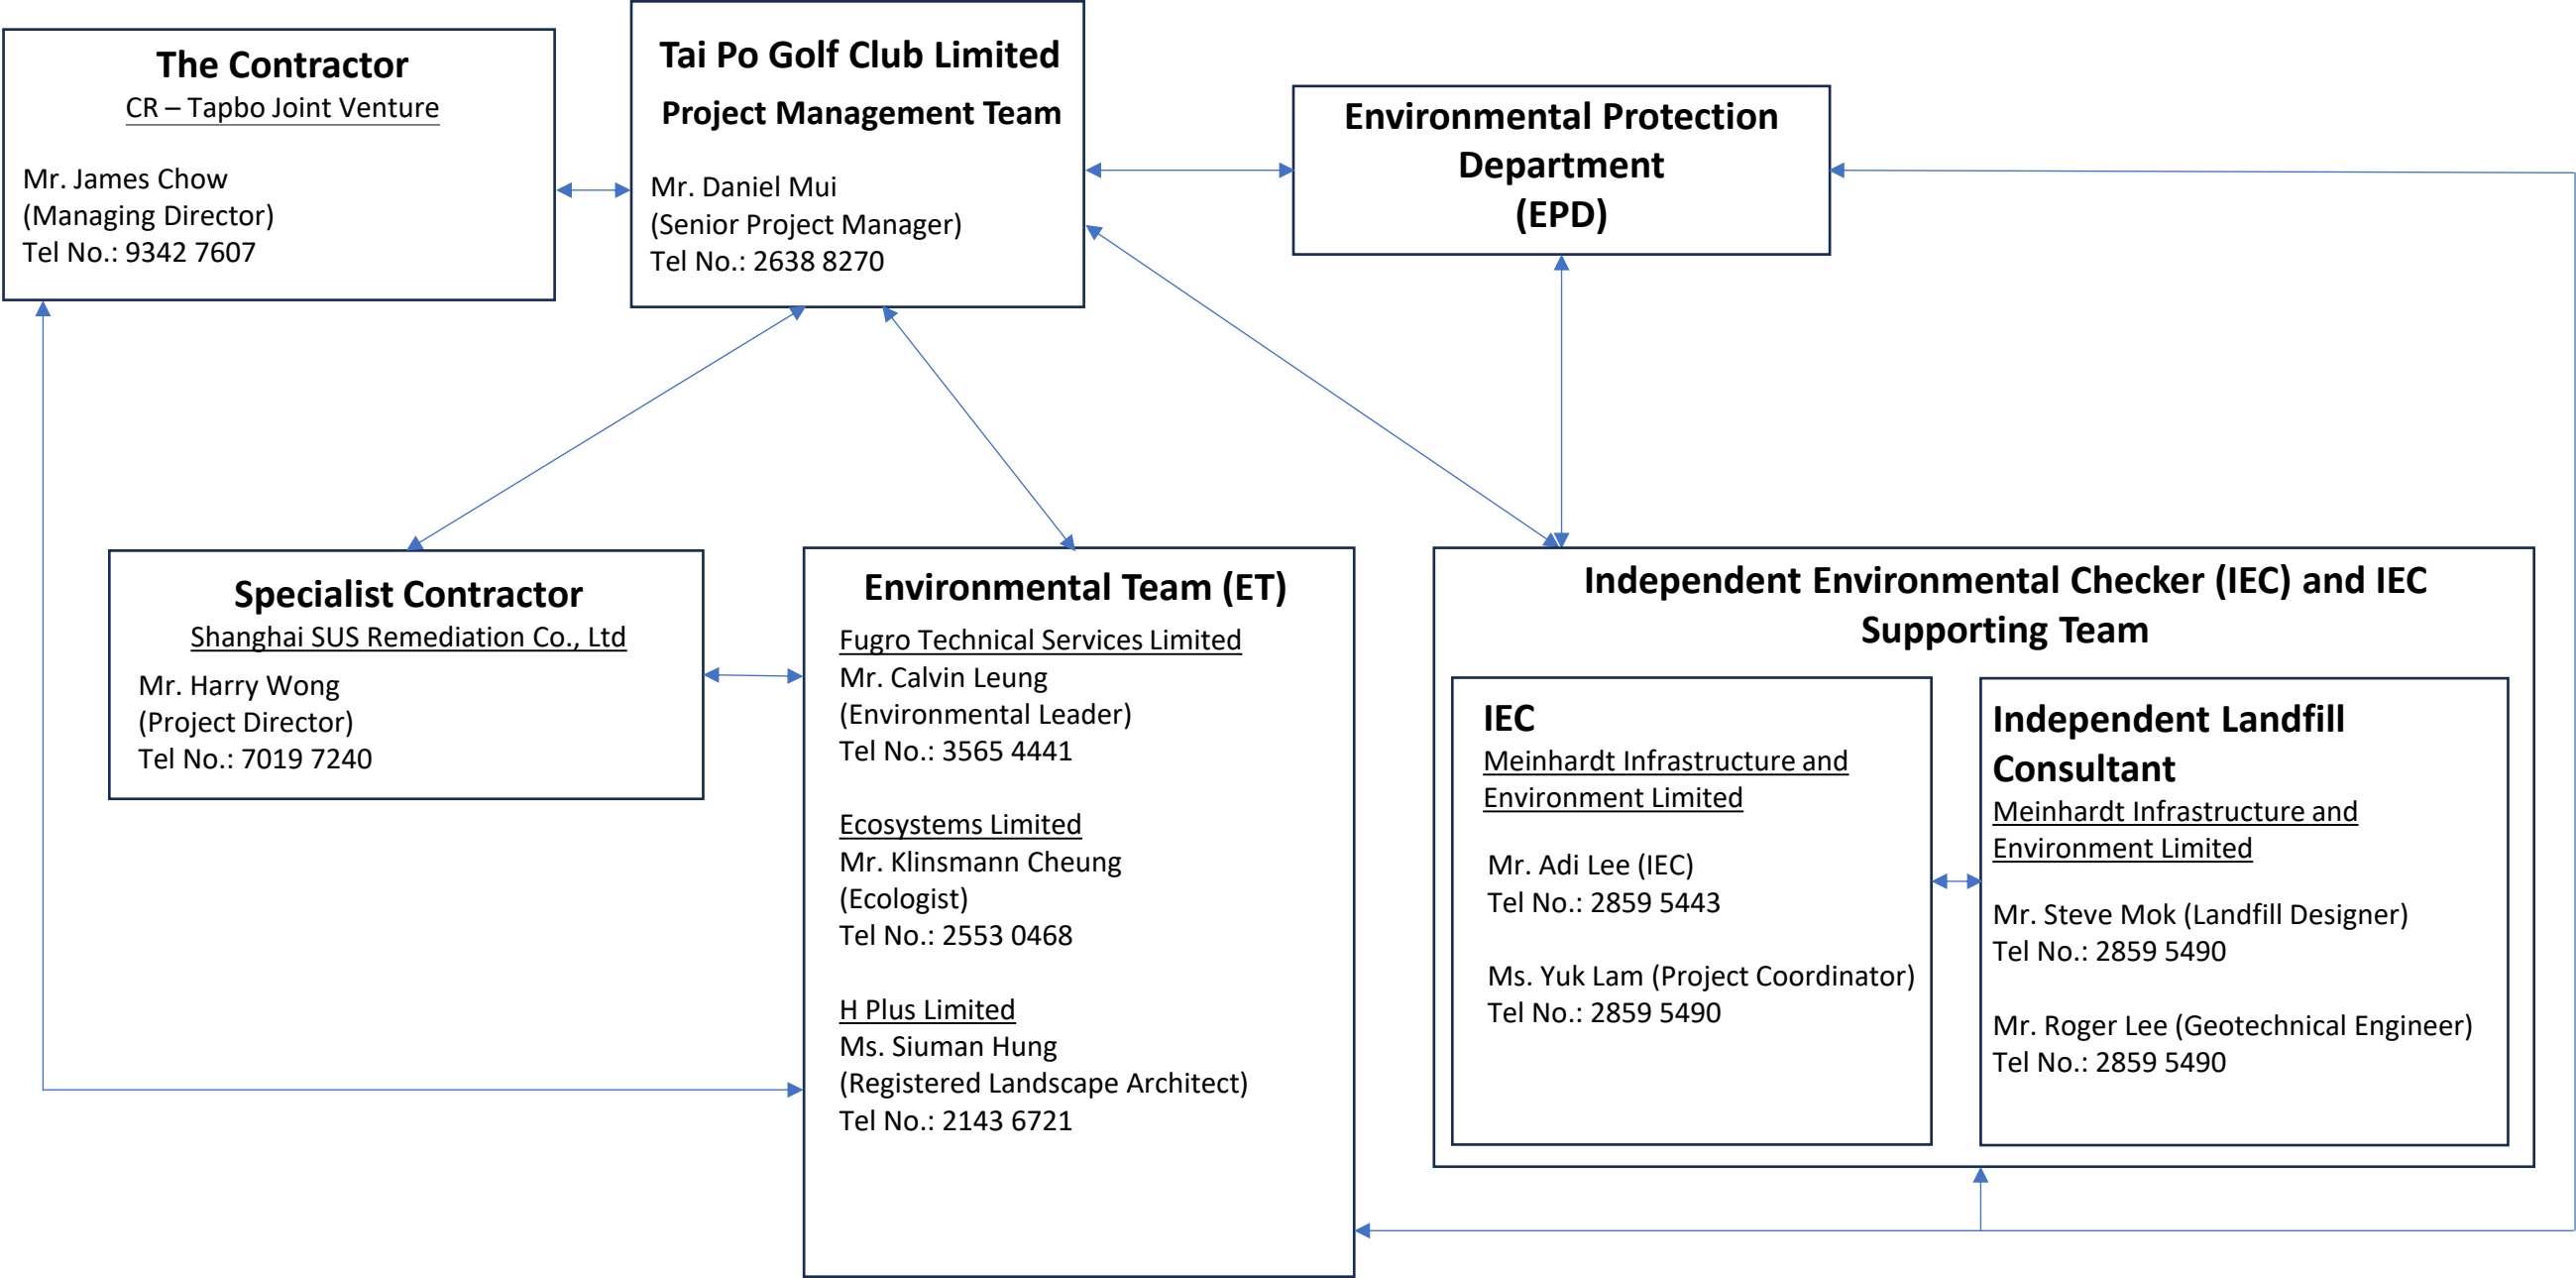 The Contractor
CR – Tapbo Joint Venture
Mr. James Chow
(Managing Director)
Tel No.: 9342 7607
Tai Po Golf Club Limited
Project Management Team
Mr. Daniel Mui
(Senior Project Manager)
Tel No.: 2638 8270
Environmental Protection
Department
(EPD)
Specialist Contractor
Shanghai SUS Remediation Co., Ltd
Mr. Harry Wong
(Project Director)
Tel No.: 7019 7240
Environmental Team (ET)
Fugro Technical Services Limited
Mr. Calvin Leung
(Environmental Leader)
Tel No.: 3565 4441
Ecosystems Limited
Mr. Klinsmann Cheung
(Ecologist)
Tel No.: 2553 0468
H Plus Limited
Ms. Siuman Hung
(Registered Landscape Architect)
Tel No.: 2143 6721
Independent Environmental Checker (IEC) and IEC
Supporting Team
IEC
Meinhardt Infrastructure and
Environment Limited
Mr. Adi Lee (IEC)
Tel No.: 2859 5443
Ms. Yuk Lam (Project Coordinator)
Tel No.: 2859 5490
Independent Landfill
Consultant
Meinhardt Infrastructure and
Environment Limited
Mr. Steve Mok (Landfill Designer)
Tel No.: 2859 5490
Mr. Roger Lee (Geotechnical Engineer)
Tel No.: 2859 5490